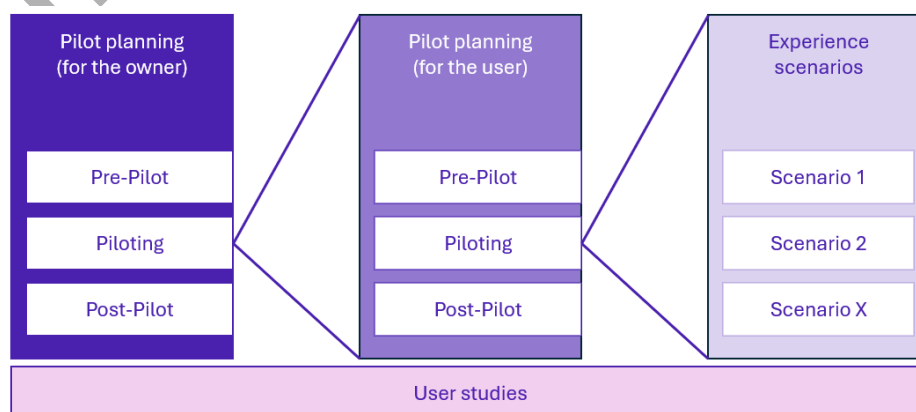 Pilot planning
(for the owner)
Pre-Pilot
Piloting
Post-Pilot
Pilot planning
(for the user)
Pre-Pilot
Piloting
Post-Pilot
Experience
scenarios
Scenario 1
Scenario 2
Scenario X
User studies